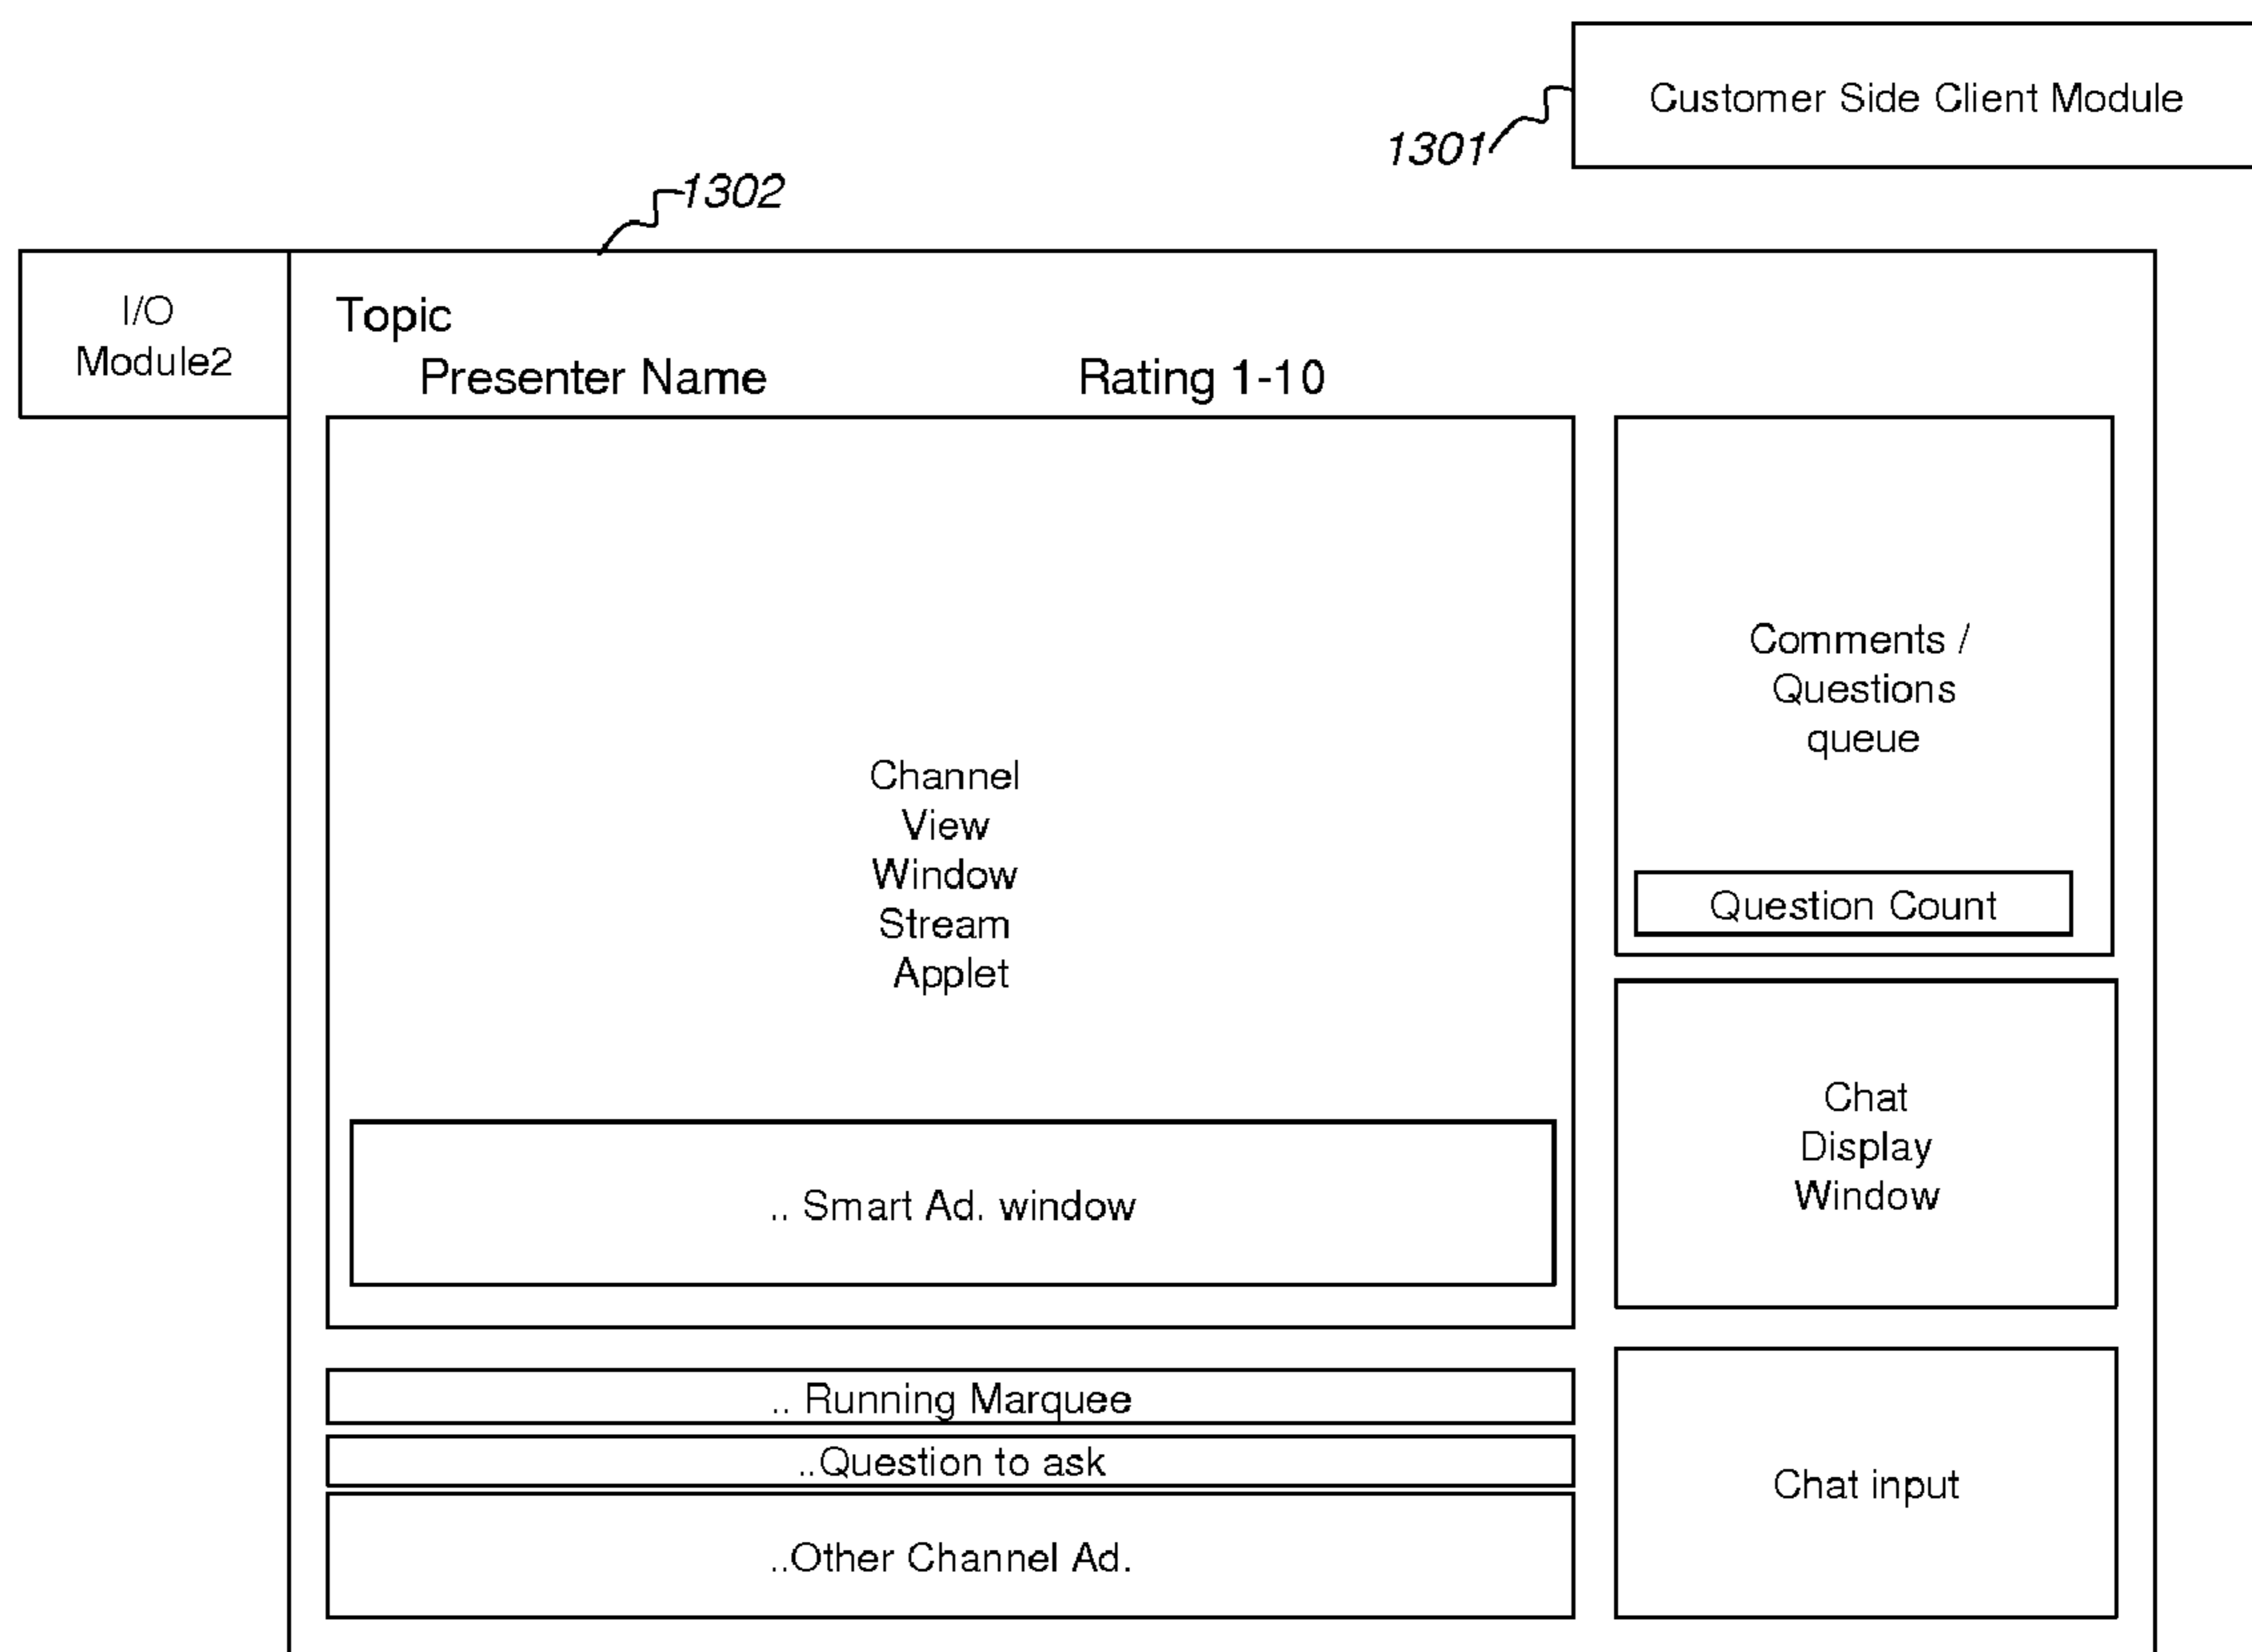 Customer Side Client Module
1301
1302
I/O
Module2
Topic
Presenter Name Rating 1-10
Channel
View
Window
Stream
Applet
.. Smart Ad. window
Comments /
Questions
queue
Question Count
Chat
Display
Window
.. Running Marquee
..Question to ask
..Other Channel Ad.
Chat input